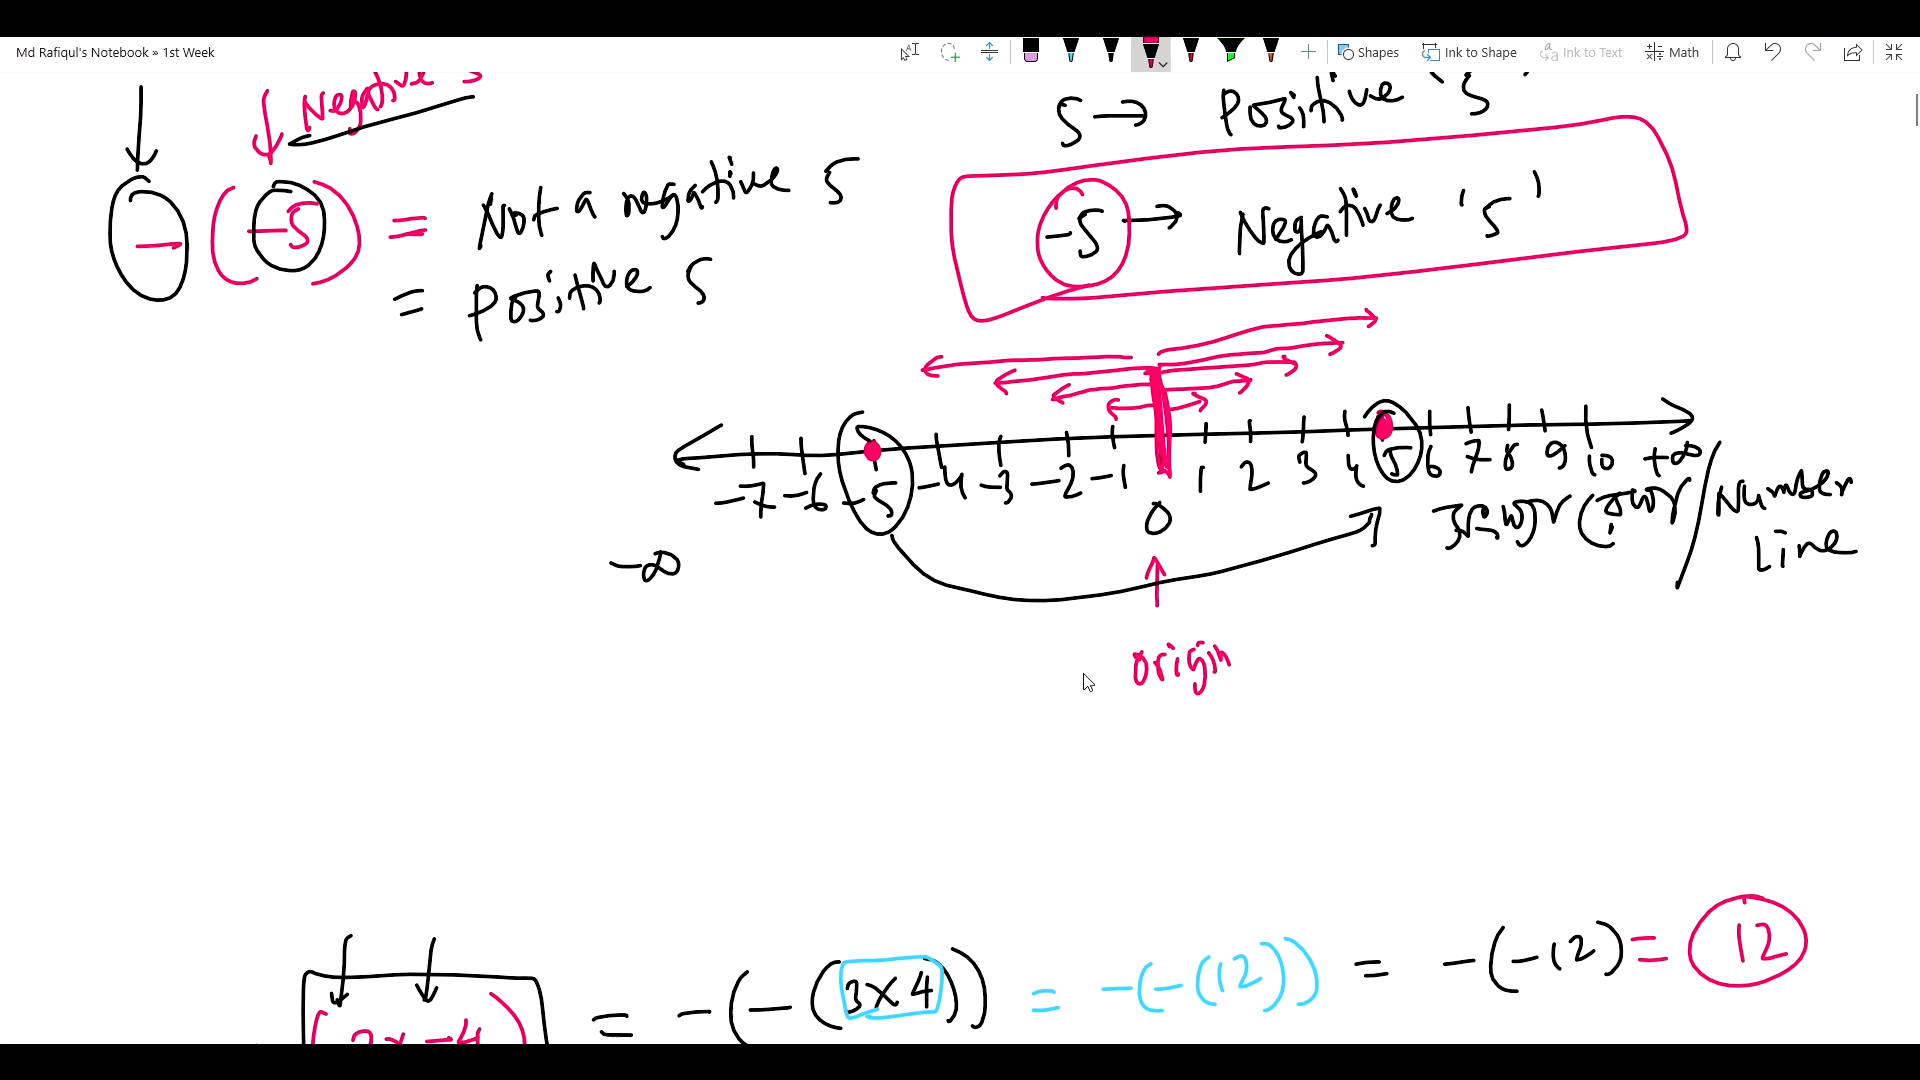 Md Rafiqul's Notebook » 1st Week
Shapes
Ink to Shape
Ink to Text
Math
Negative 5
5 → Positive '5'
-(-5) = Not a negative 5
= Positive 5
-5 → Negative '5'
-7 -6 -5 -4 -3 -2 -1 0 1 2 3 4 5 6 7 8 9 10 +∞
-∞
/ Number
Line
origin
= -(-(3×4)) = -(-(12)) = -(-12) = 12